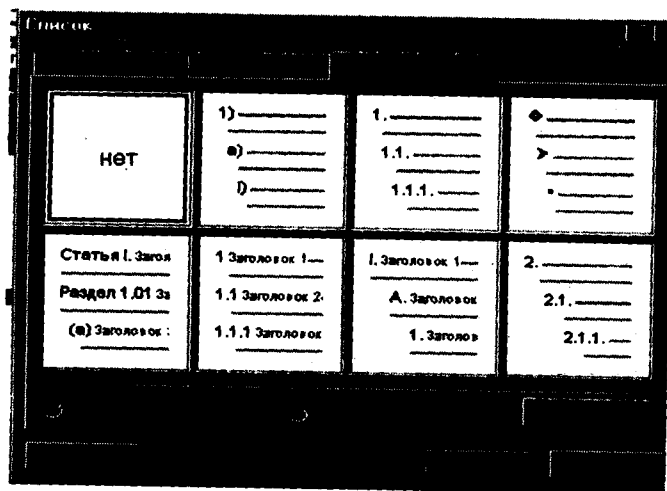 Список
нет
1)
а)
i)
1.
1.1.
1.1.1.
Статья I. Загол
Раздел 1.01 За
(a) Заголовок
1 Заголовок 1
1.1 Заголовок 2
1.1.1 Заголовок
I. Заголовок 1
A. Заголовок
1. Заголов
2.
2.1.
2.1.1.